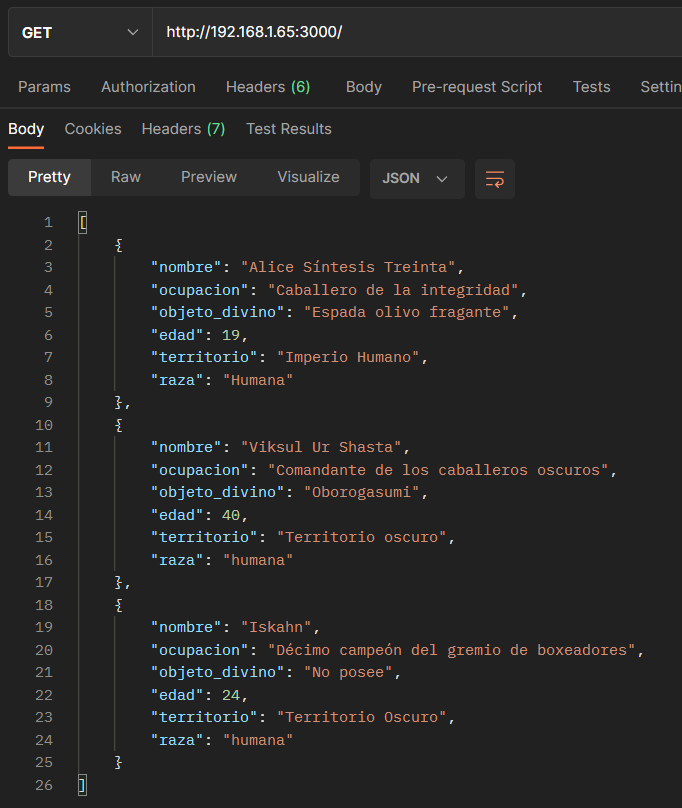 GET http://192.168.1.65:3000/
Params Authorization Headers (6) Body Pre-request Script Tests Settin
Body Cookies Headers (7) Test Results
Pretty Raw Preview Visualize JSON
1 [
2 {
3 "nombre": "Alice Síntesis Treinta",
4 "ocupacion": "Caballero de la integridad",
5 "objeto_divino": "Espada olivo fragante",
6 "edad": 19,
7 "territorio": "Imperio Humano",
8 "raza": "Humana"
9 },
10 {
11 "nombre": "Viksul Ur Shasta",
12 "ocupacion": "Comandante de los caballeros oscuros",
13 "objeto_divino": "Oborogasumi",
14 "edad": 40,
15 "territorio": "Territorio oscuro",
16 "raza": "humana"
17 },
18 {
19 "nombre": "Iskahn",
20 "ocupacion": "Décimo campeón del gremio de boxeadores",
21 "objeto_divino": "No posee",
22 "edad": 24,
23 "territorio": "Territorio Oscuro",
24 "raza": "humana"
25 }
26 ]